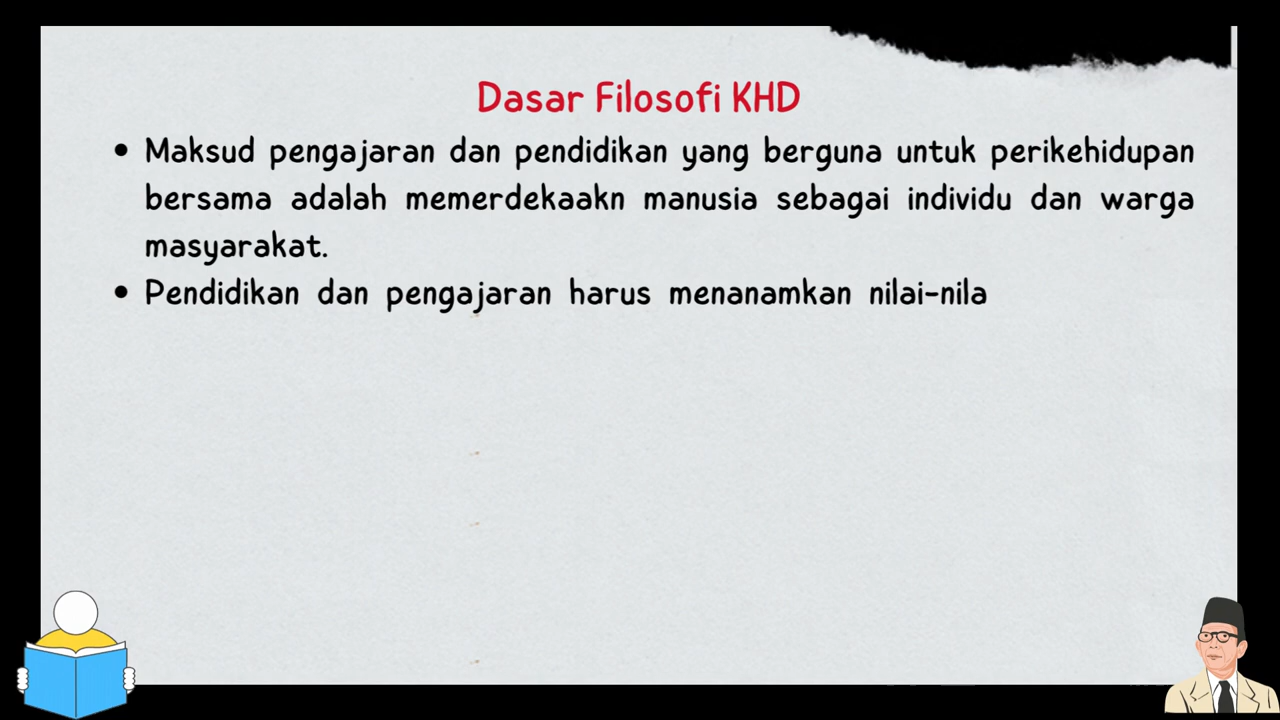 Dasar Filosofi KHD
• Maksud pengajaran dan pendidikan yang berguna untuk perikehidupan
bersama adalah memerdekaakn manusia sebagai individu dan warga
masyarakat.
• Pendidikan dan pengajaran harus menanamkan nilai-nila